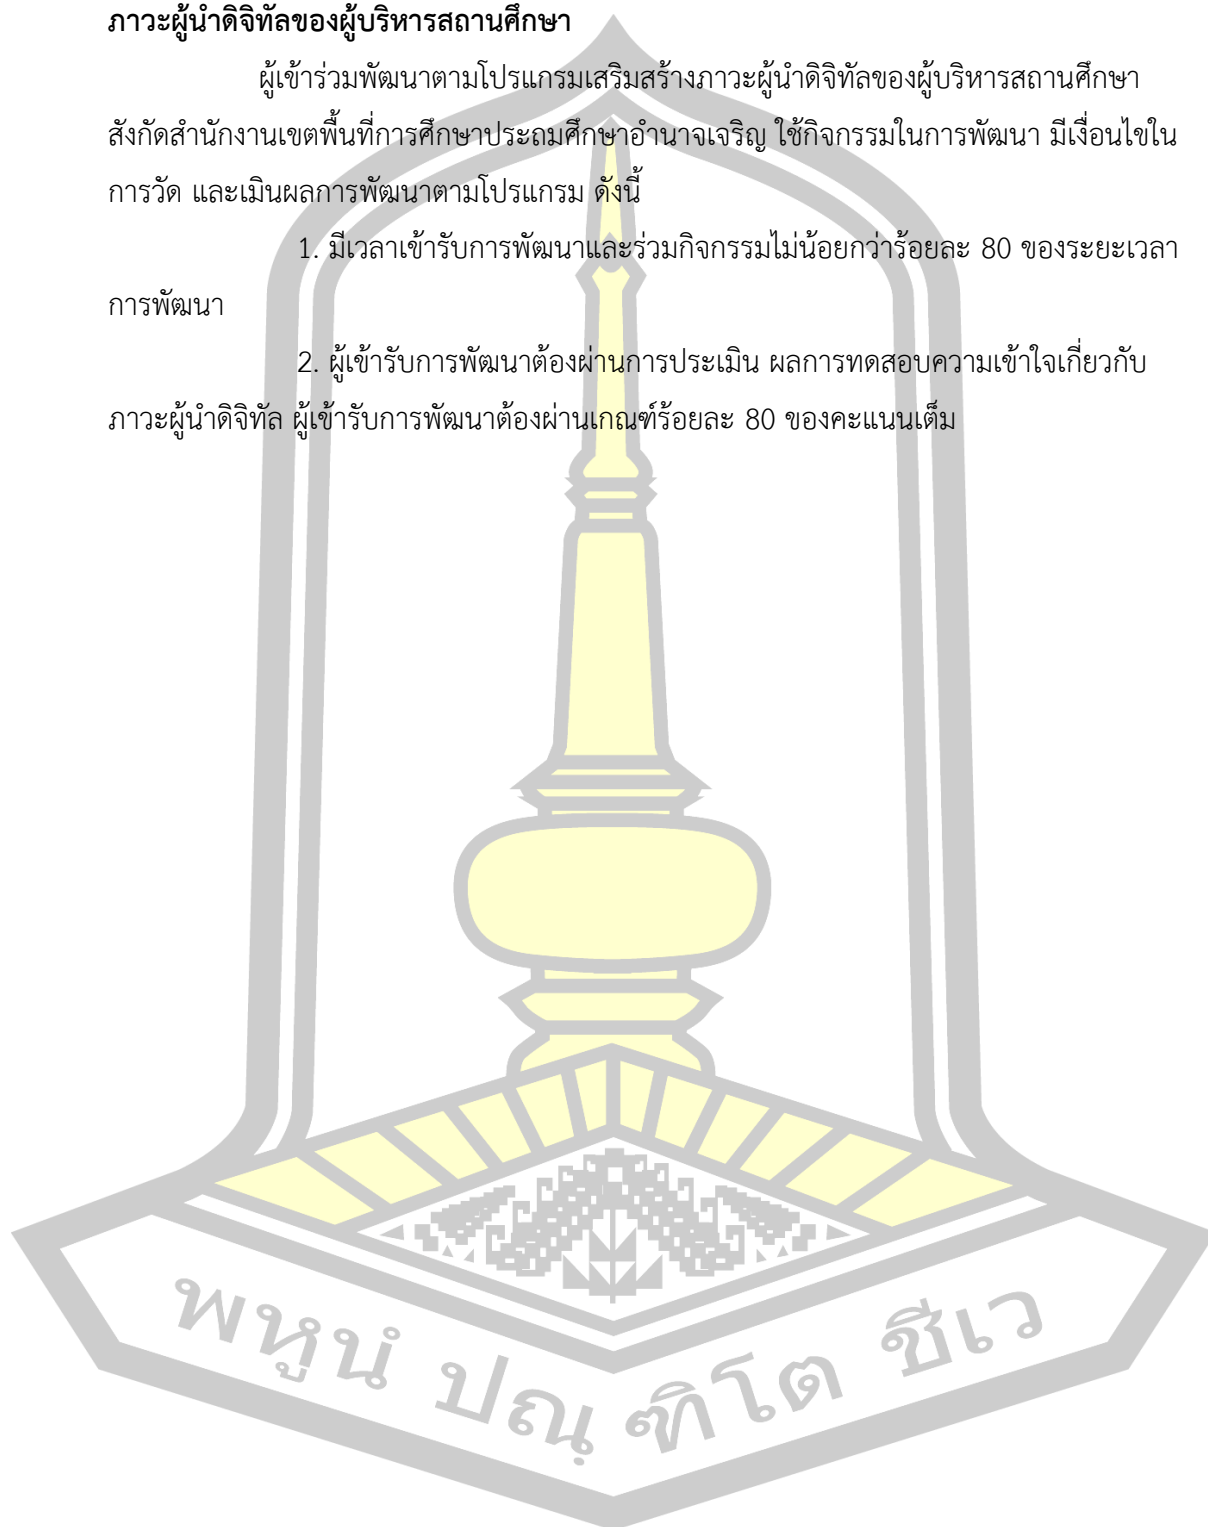 ภาวะผู้นำดิจิทัลของผู้บริหารสถานศึกษา
ผู้เข้าร่วมพัฒนาตามโปรแกรมเสริมสร้างภาวะผู้นำดิจิทัลของผู้บริหารสถานศึกษา
สังกัดสำนักงานเขตพื้นที่การศึกษาประถมศึกษาอำนาจเจริญ ใช้กิจกรรมในการพัฒนา มีเงื่อนไขใน
การวัด และเมินผลการพัฒนาตามโปรแกรม ดังนี้
1. มีเวลาเข้ารับการพัฒนาและร่วมกิจกรรมไม่น้อยกว่าร้อยละ 80 ของระยะเวลา
การพัฒนา
2. ผู้เข้ารับการพัฒนาต้องผ่านการประเมิน ผลการทดสอบความเข้าใจเกี่ยวกับ
ภาวะผู้นำดิจิทัล ผู้เข้ารับการพัฒนาต้องผ่านเกณฑ์ร้อยละ 80 ของคะแนนเต็ม
พหูนํ ปณฺฑิโต ชีเว